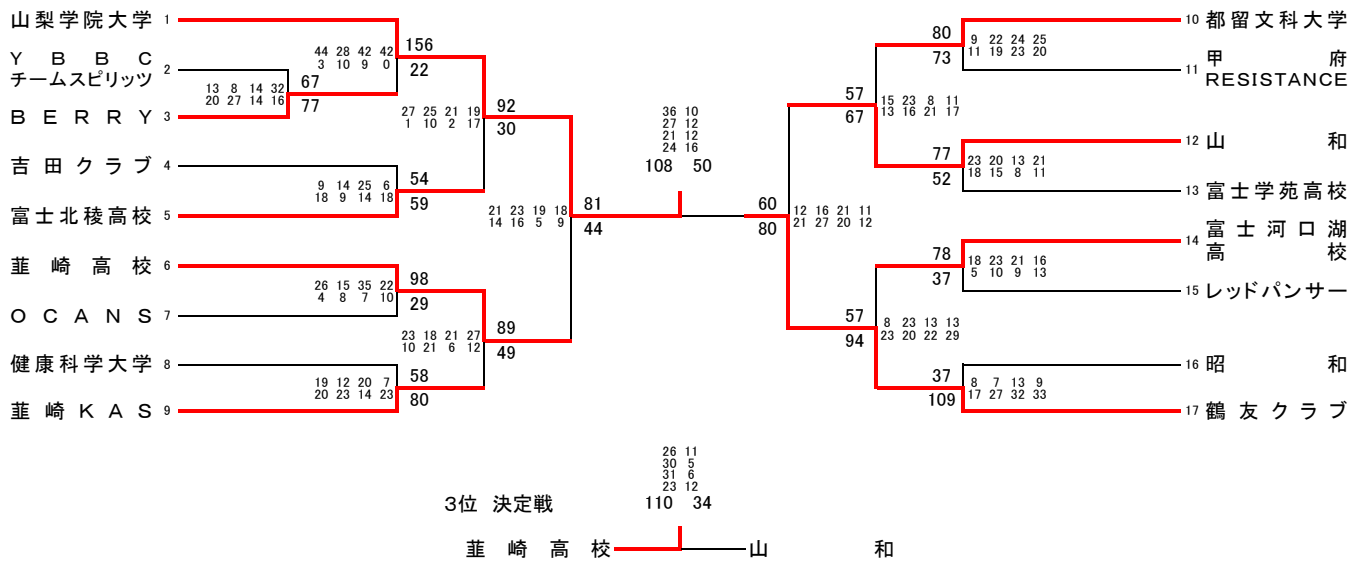 山梨学院大学 1
ＹＢＢＣ
チームスピリッツ 2
ＢＥＲＲＹ 3
吉田クラブ 4
富士北稜高校 5
韮崎高校 6
ＯＣＡＮＳ 7
健康科学大学 8
韮崎ＫＡＳ 9
13 8 14 32
20 27 14 16
67
77
44 28 42 42
3 10 9 0
156
22
9 14 25 6
18 9 14 18
54
59
26 15 35 22
4 8 7 10
98
29
19 12 20 7
20 23 14 23
58
80
27 25 21 19
1 10 2 17
92
30
23 18 21 27
10 21 6 12
89
49
21 23 19 18
14 16 5 9
81
44
36 10
27 12
21 12
24 16
108 50
60
80
12 16 21 11
21 27 20 12
57
67
15 23 8 11
13 16 21 17
57
94
8 23 13 13
23 20 22 29
80
73
9 22 24 25
11 19 23 20
77
52
23 20 13 21
18 15 8 11
78
37
18 23 21 16
5 10 9 13
37
109
8 7 13 9
17 27 32 33
10 都留文科大学
11 甲府
RESISTANCE
12 山和
13 富士学苑高校
14 富士河口湖
高校
15 レッドパンサー
16 昭和
17 鶴友クラブ
26 11
30 5
31 6
23 12
3位 決定戦
110 34
韮崎高校
山和